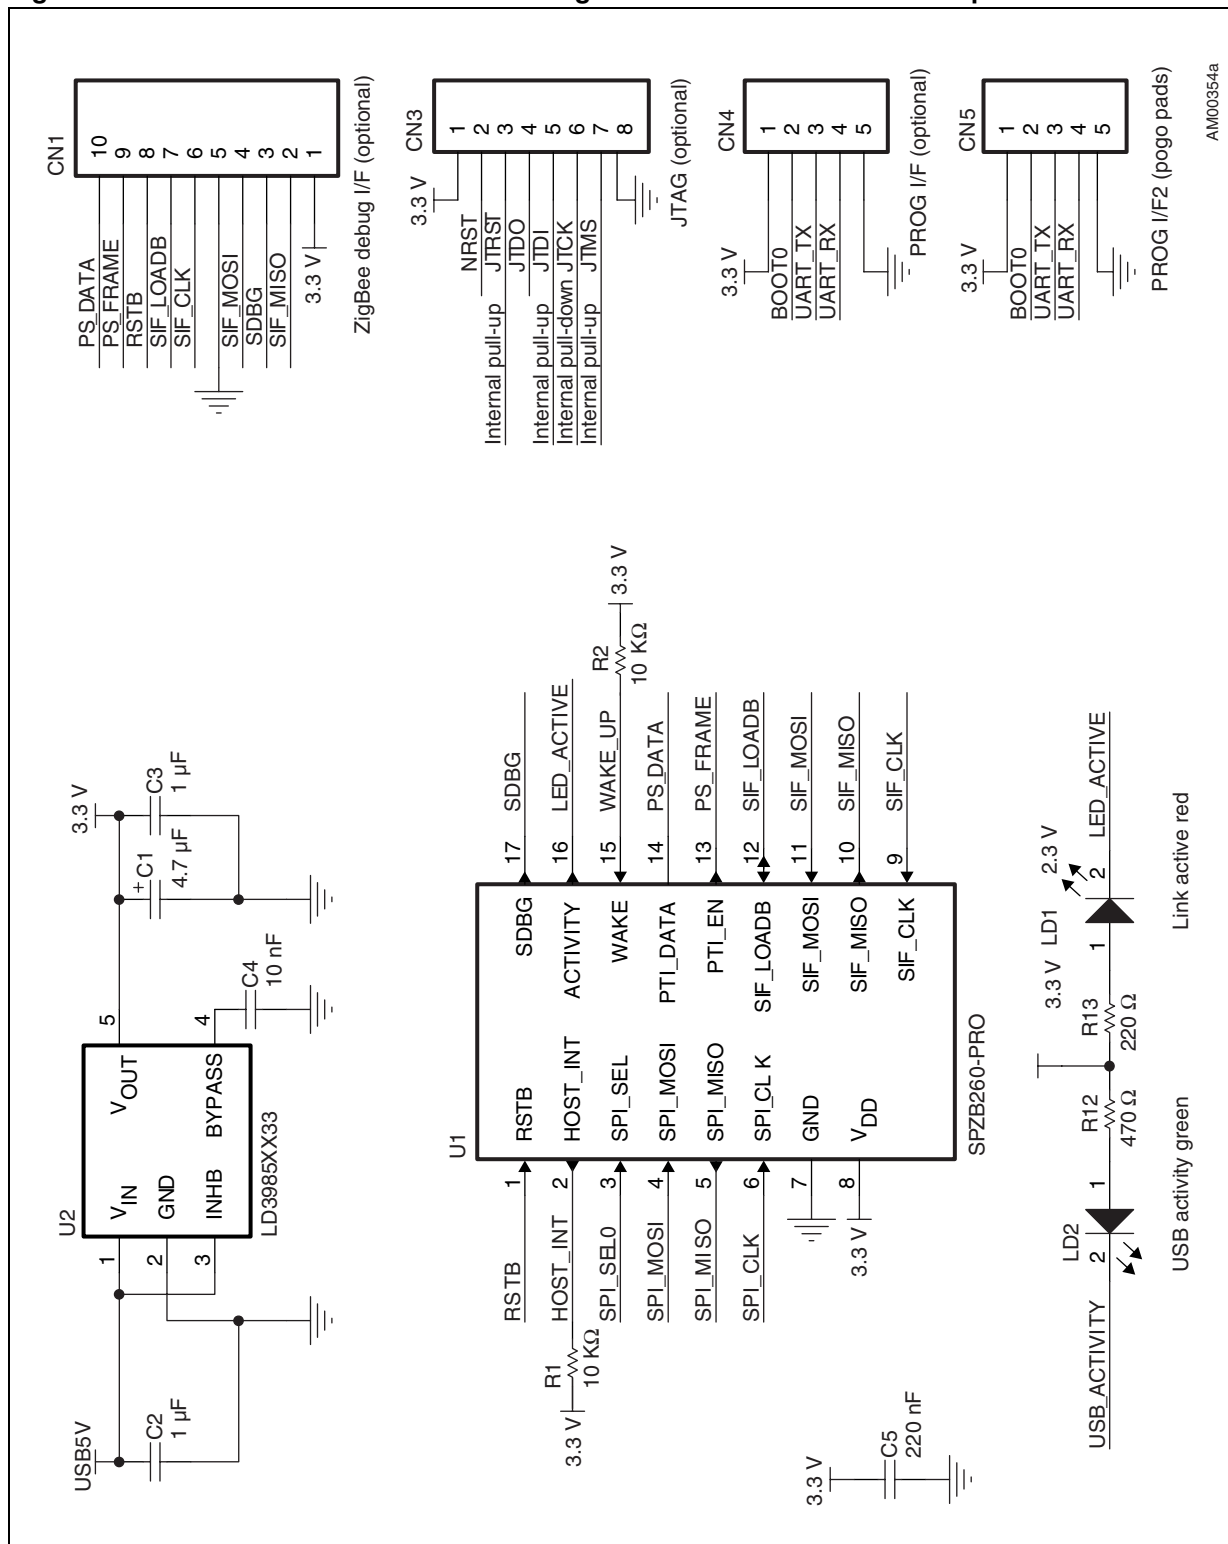 USB5V
C2
1 µF
U2
1
2
3
VIN
GND
INHB
VOUT
BYPASS
5
4
LD3985XX33
C4
10 nF
3.3 V
+
C1
4.7 µF
C3
1 µF
CN1
PS_DATA
10
PS_FRAME
9
RSTB
8
SIF_LOADB
7
SIF_CLK
6
5
SIF_MOSI
4
SDBG
3
SIF_MISO
2
3.3 V
1
ZigBee debug I/F (optional)
3.3 V
CN3
1
NRST
2
Internal pull-up JTRST
3
JTDO
4
Internal pull-up JTDI
5
Internal pull-down JTCK
6
Internal pull-up JTMS
7
8
JTAG (optional)
3.3 V
CN4
1
BOOT0
2
UART_TX
3
UART_RX
4
5
PROG I/F (optional)
3.3 V
CN5
1
BOOT0
2
UART_TX
3
UART_RX
4
5
PROG I/F2 (pogo pads)
U1
RSTB
1
RSTB
HOST_INT
2
HOST_INT
R1
10 KΩ
3.3 V
SPI_SEL0
3
SPI_SEL
SPI_MOSI
4
SPI_MOSI
SPI_MISO
5
SPI_MISO
SPI_CLK
6
SPI_CL K
7
GND
3.3 V
8
VDD
SDBG
17
SDBG
ACTIVITY
16
LED_ACTIVE
WAKE
15
WAKE_UP
R2
10 KΩ
3.3 V
PTI_DATA
14
PS_DATA
PTI_EN
13
PS_FRAME
SIF_LOADB
12
SIF_LOADB
SIF_MOSI
11
SIF_MOSI
SIF_MISO
10
SIF_MISO
SIF_CLK
9
SIF_CLK
SPZB260-PRO
3.3 V
C5
220 nF
USB_ACTIVITY
LD2
2
1
R12
470 Ω
3.3 V
R13
220 Ω
LD1
2.3 V
1
2
LED_ACTIVE
USB activity green
Link active red
AM00354a